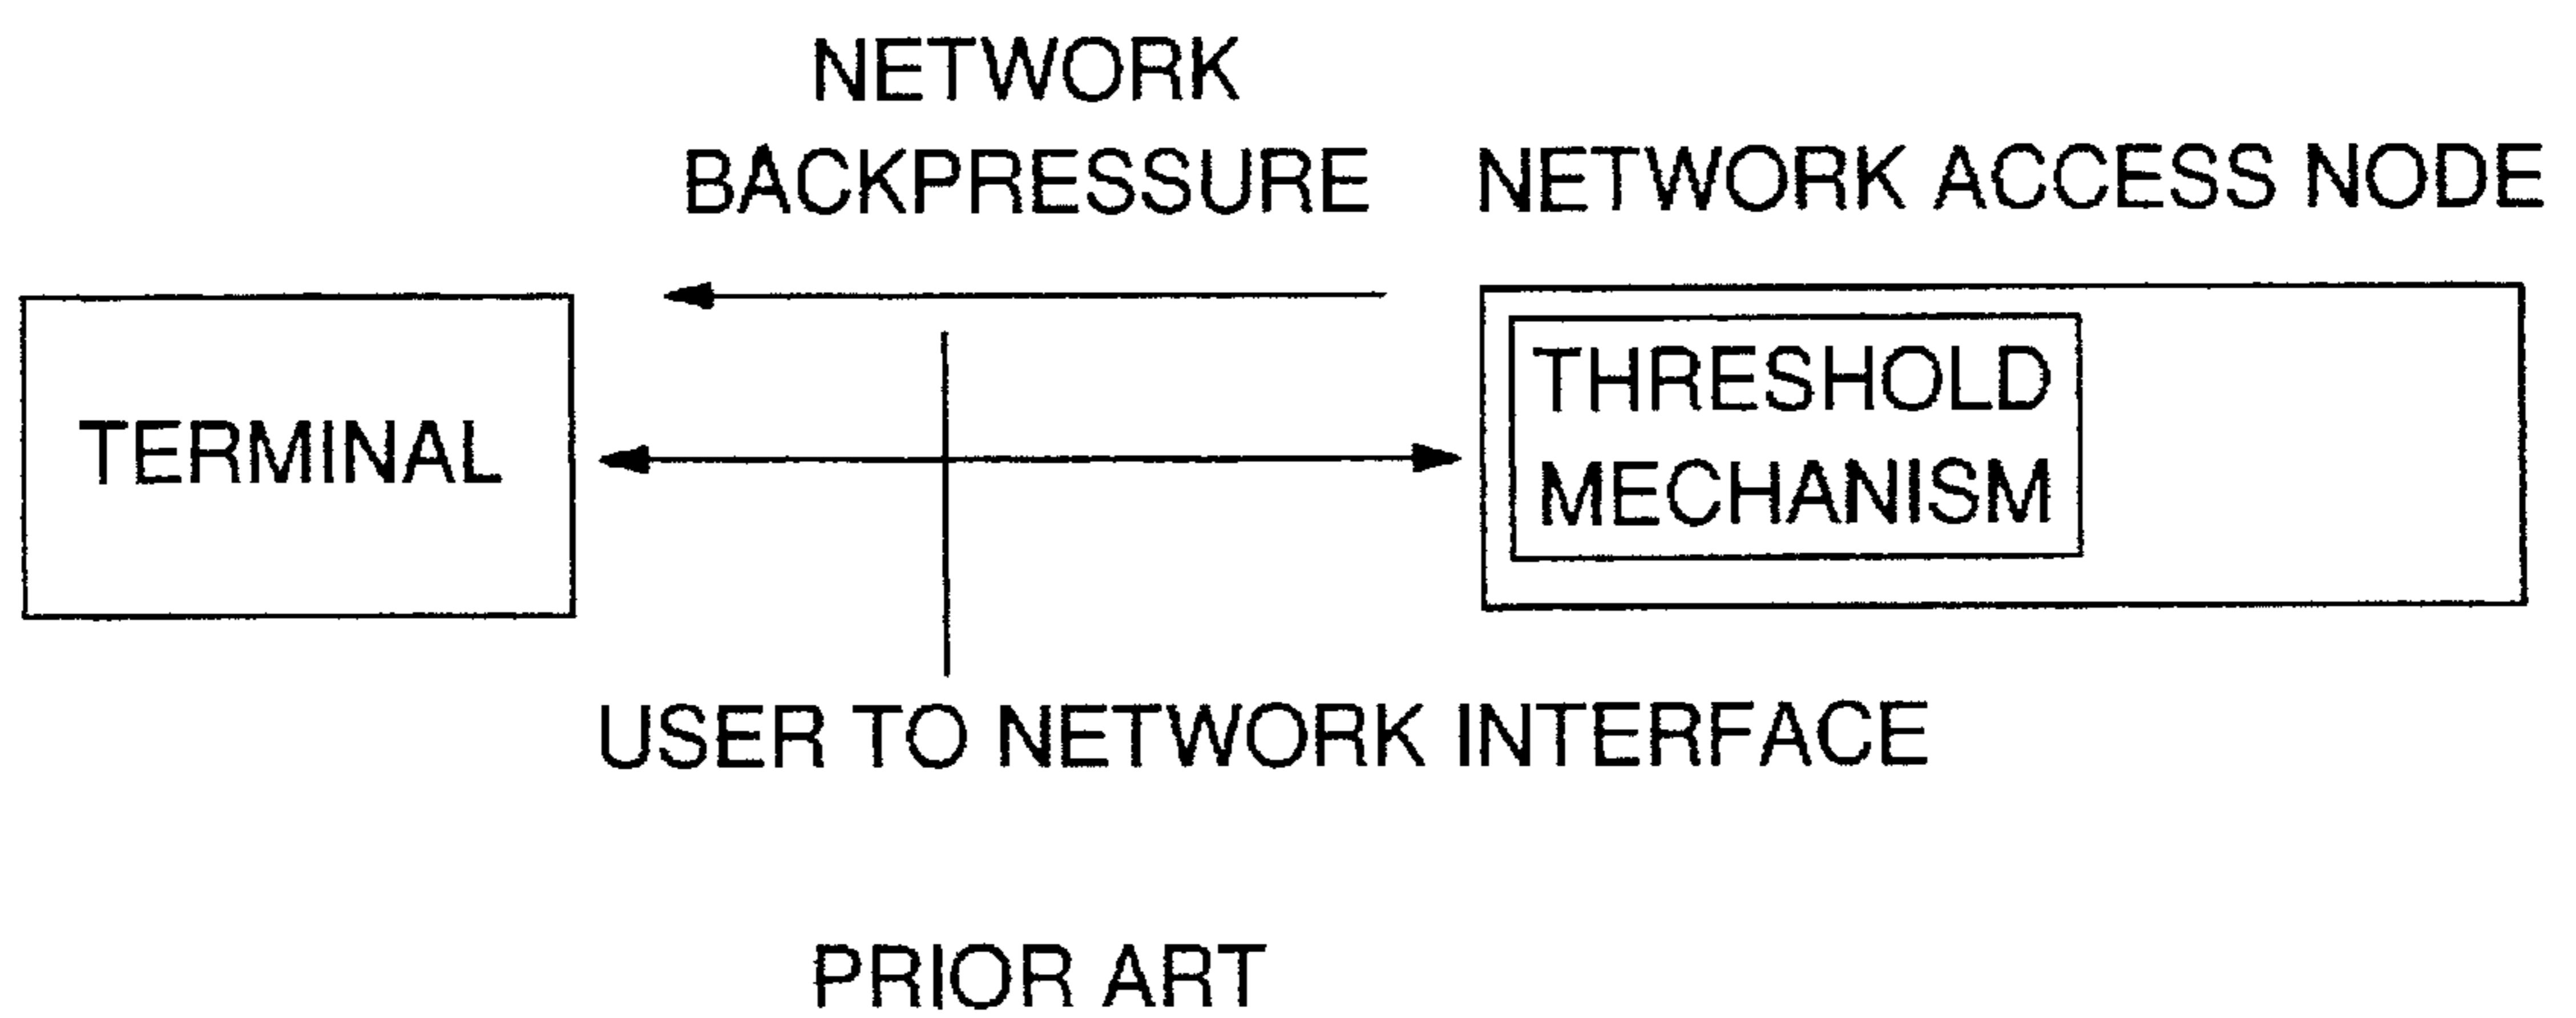 NETWORK
BACKPRESSURE
NETWORK ACCESS NODE
TERMINAL
THRESHOLD
MECHANISM
USER TO NETWORK INTERFACE
PRIOR ART